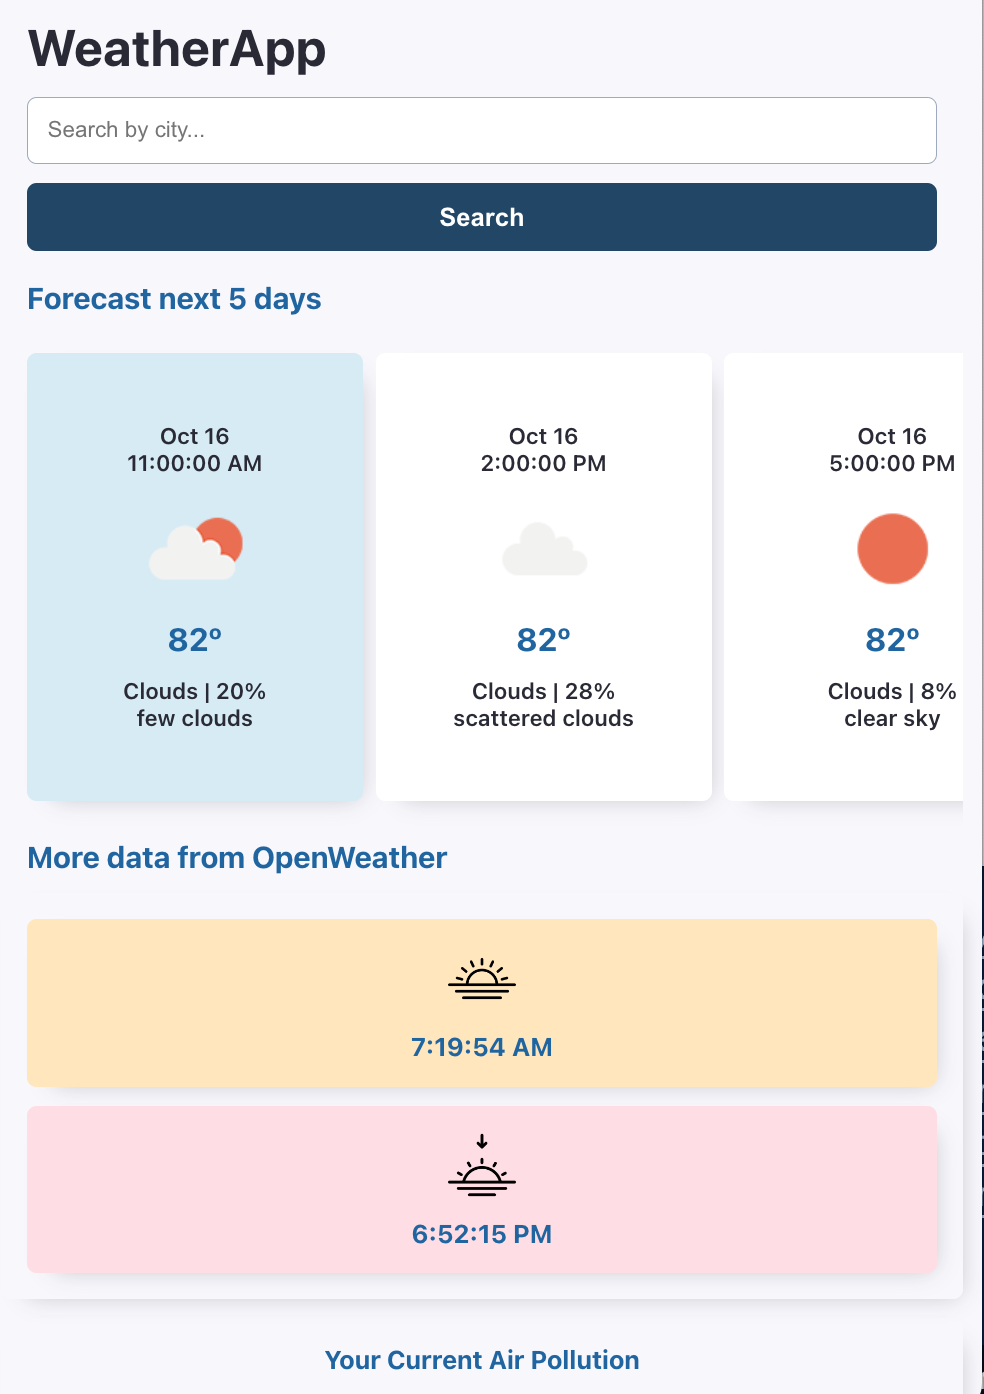 WeatherApp
Search by city...
Search
Forecast next 5 days
Oct 16
11:00:00 AM
82º
Clouds | 20%
few clouds
Oct 16
2:00:00 PM
82º
Clouds | 28%
scattered clouds
Oct 16
5:00:00 PM
82º
Clouds | 8%
clear sky
More data from OpenWeather
7:19:54 AM
6:52:15 PM
Your Current Air Pollution